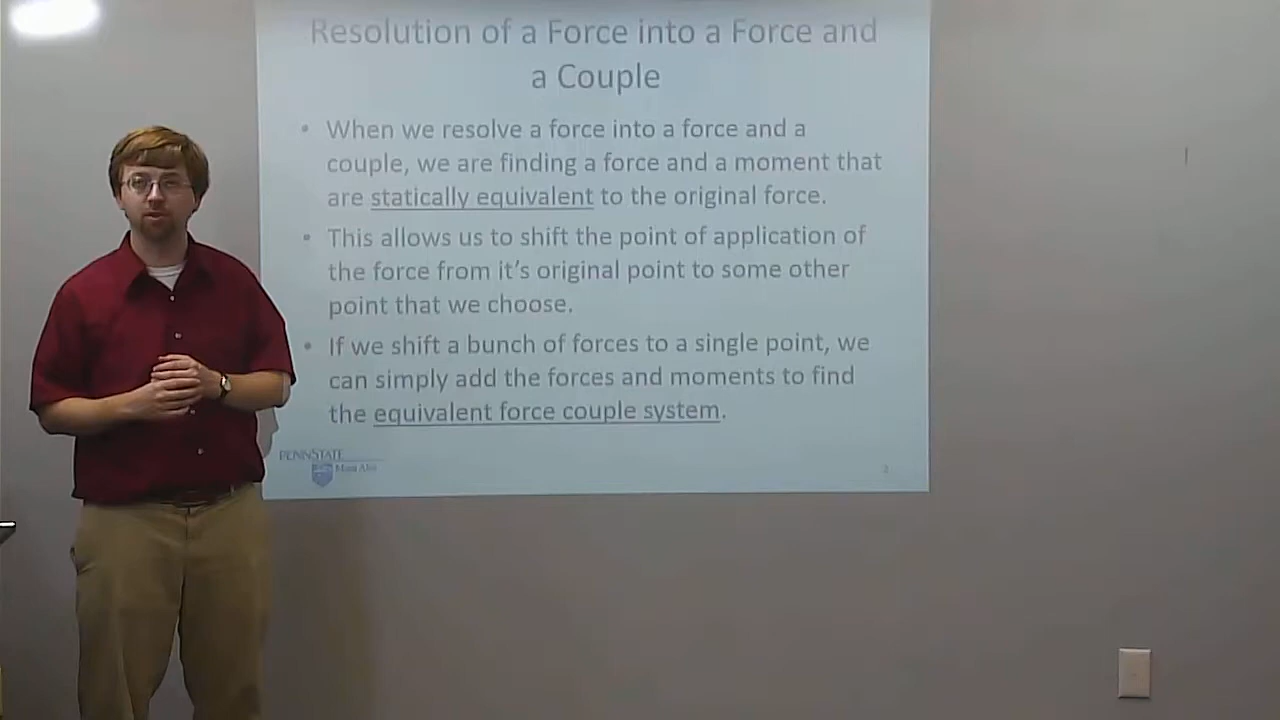 Resolution of a Force into a Force and
a Couple
• When we resolve a force into a force and a
couple, we are finding a force and a moment that
are statically equivalent to the original force.
• This allows us to shift the point of application of
the force from it's original point to some other
point that we choose.
• If we shift a bunch of forces to a single point, we
can simply add the forces and moments to find
the equivalent force couple system.
PENNSTATE
Mont Alto
2